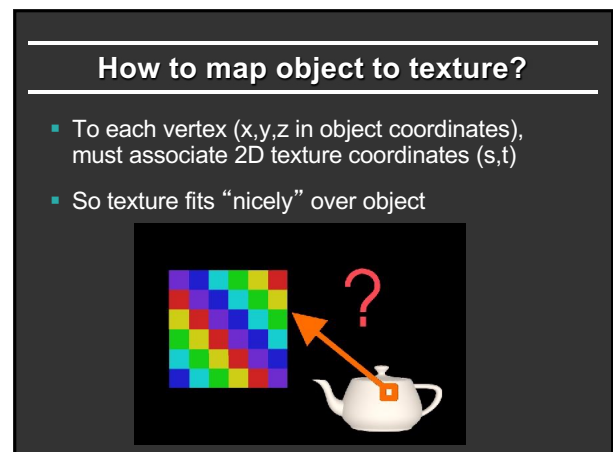 How to map object to texture?
▪ To each vertex (x,y,z in object coordinates),
must associate 2D texture coordinates (s,t)
▪ So texture fits “nicely” over object
?